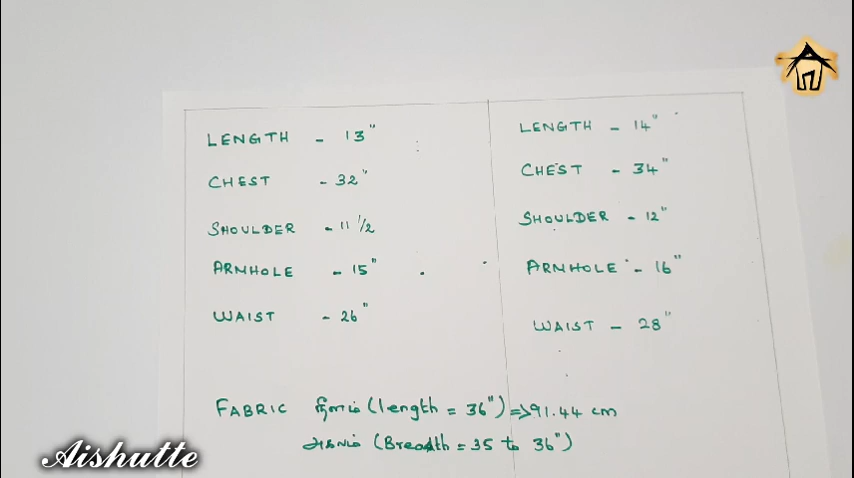 LENGTH - 13"
CHEST - 32"
SHOULDER - 11 1/2
ARMHOLE - 15"
WAIST - 26"
LENGTH - 14"
CHEST - 34"
SHOULDER - 12"
ARMHOLE - 16"
WAIST - 28"
FABRIC நீளம் (length = 36") => 91.44 cm
அகலம் (Breadth = 35 to 36")
Aishutte